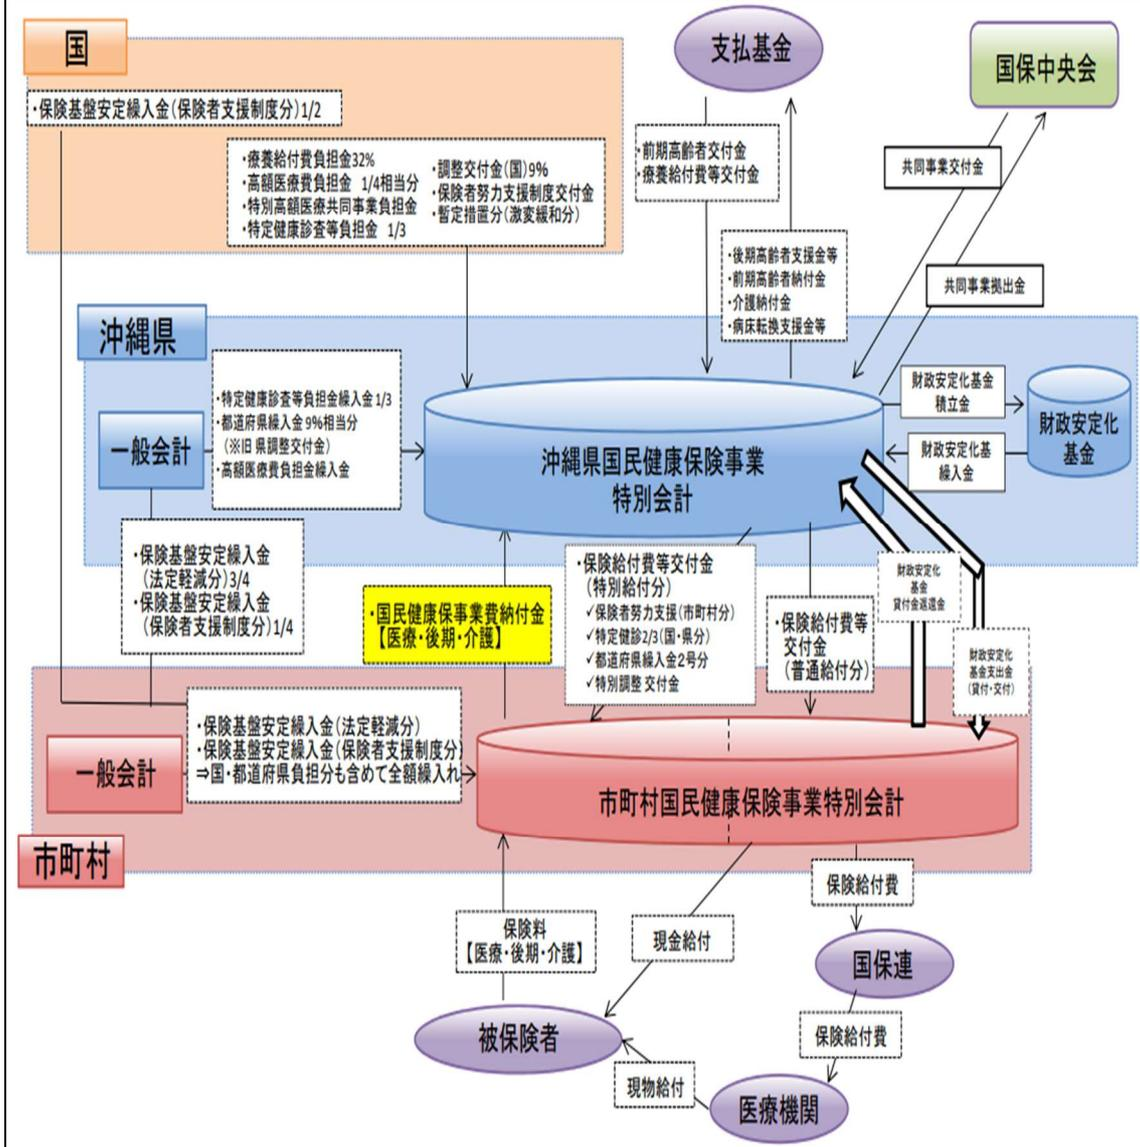 国
・保険基盤安定繰入金(保険者支援制度分)1/2
・療養給付費負担金32%
・高額医療費負担金 1/4相当分
・特別高額医療共同事業負担金
・特定健康診査等負担金 1/3
・調整交付金(国)9%
・保険者努力支援制度交付金
・暫定措置分(激変緩和分)
支払基金
・前期高齢者交付金
・療養給付費等交付金
・後期高齢者支援金等
・前期高齢者納付金
・介護納付金
・病床転換支援金等
国保中央会
共同事業交付金
共同事業拠出金
沖縄県
一般会計
・特定健康診査等負担金繰入金1/3
・都道府県繰入金9%相当分
(※旧県調整交付金)
・高額医療費負担金繰入金
沖縄県国民健康保険事業
特別会計
財政安定化基金
積立金
財政安定化基
繰入金
財政安定化
基金
・保険基盤安定繰入金
(法定軽減分)3/4
・保険基盤安定繰入金
(保険者支援制度分)1/4
・国民健康保事業費納付金
【医療・後期・介護】
・保険給付費等交付金
(特別給付分)
✓保険者努力支援(市町村分)
✓特定健診2/3(国・県分)
✓都道府県繰入金2号分
✓特別調整 交付金
・保険給付費等
交付金
(普通給付分)
財政安定化
基金
貸付金返還金
財政安定化
基金支出金
(貸付・交付)
・保険基盤安定繰入金(法定軽減分)
・保険基盤安定繰入金(保険者支援制度分)
⇒国・都道府県負担分も含めて全額繰入れ
一般会計
市町村国民健康保険事業特別会計
市町村
保険料
【医療・後期・介護】
現金給付
保険給付費
国保連
保険給付費
被保険者
現物給付
医療機関